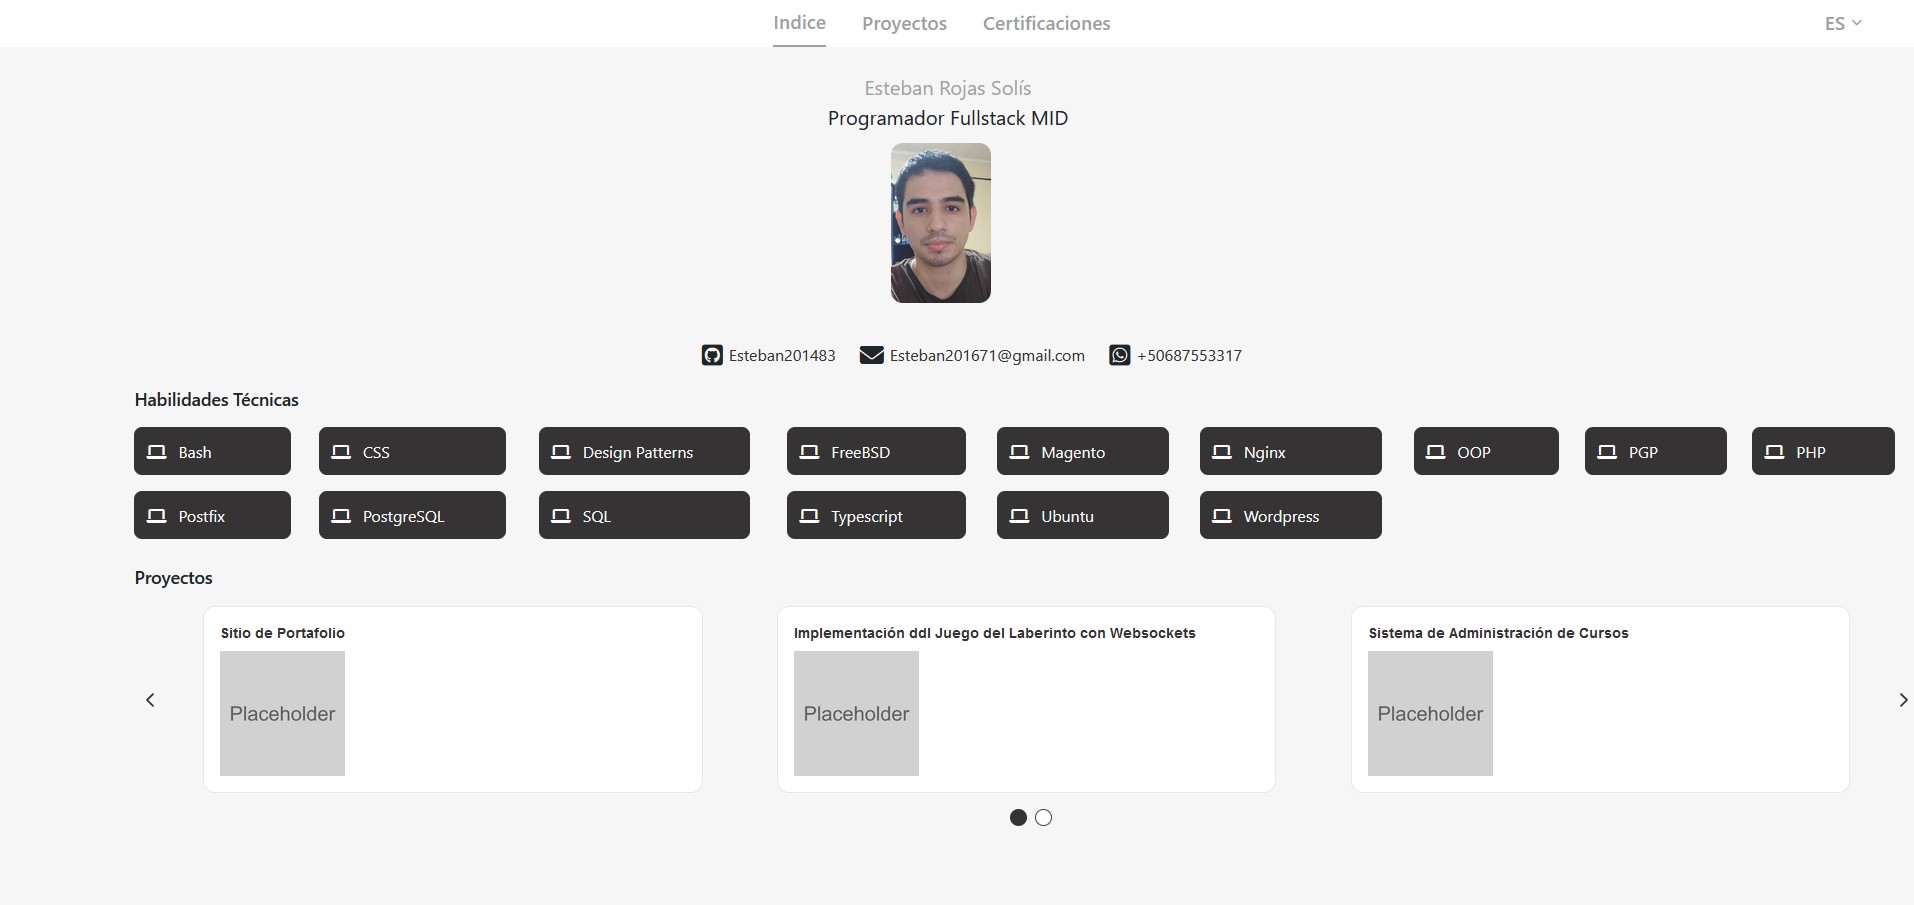 Indice Proyectos Certificaciones ES
Esteban Rojas Solís
Programador Fullstack MID
Esteban201483 Esteban201671@gmail.com +50687553317
Habilidades Técnicas
Bash CSS Design Patterns FreeBSD Magento Nginx OOP PGP PHP
Postfix PostgreSQL SQL Typescript Ubuntu Wordpress
Proyectos
Sitio de Portafolio Implementación ddl Juego del Laberinto con Websockets Sistema de Administración de Cursos
Placeholder Placeholder Placeholder